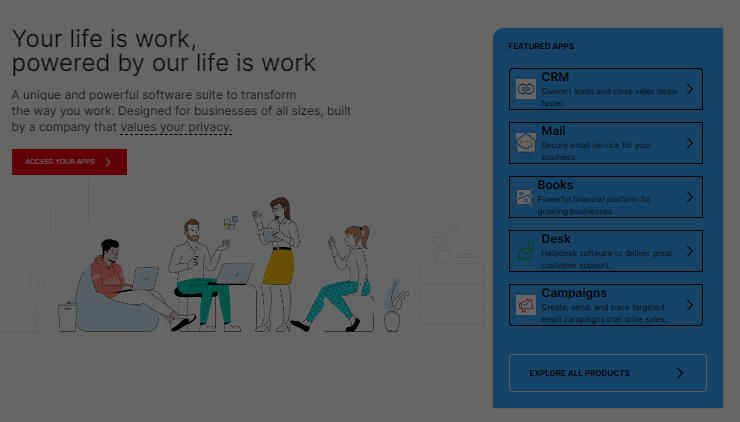 Your life is work,
powered by our life is work
A unique and powerful software suite to transform
the way you work. Designed for businesses of all sizes, built
by a company that values your privacy.
ACCESS YOUR APPS
FEATURED APPS
CRM
Convert leads and close sales deals
faster.
Mail
Secure email service for your
business.
Books
Powerful financial platform for
growing businesses.
Desk
Helpdesk software to deliver great
customer support.
Campaigns
Create, send, and track targeted
email campaigns that drive sales.
EXPLORE ALL PRODUCTS